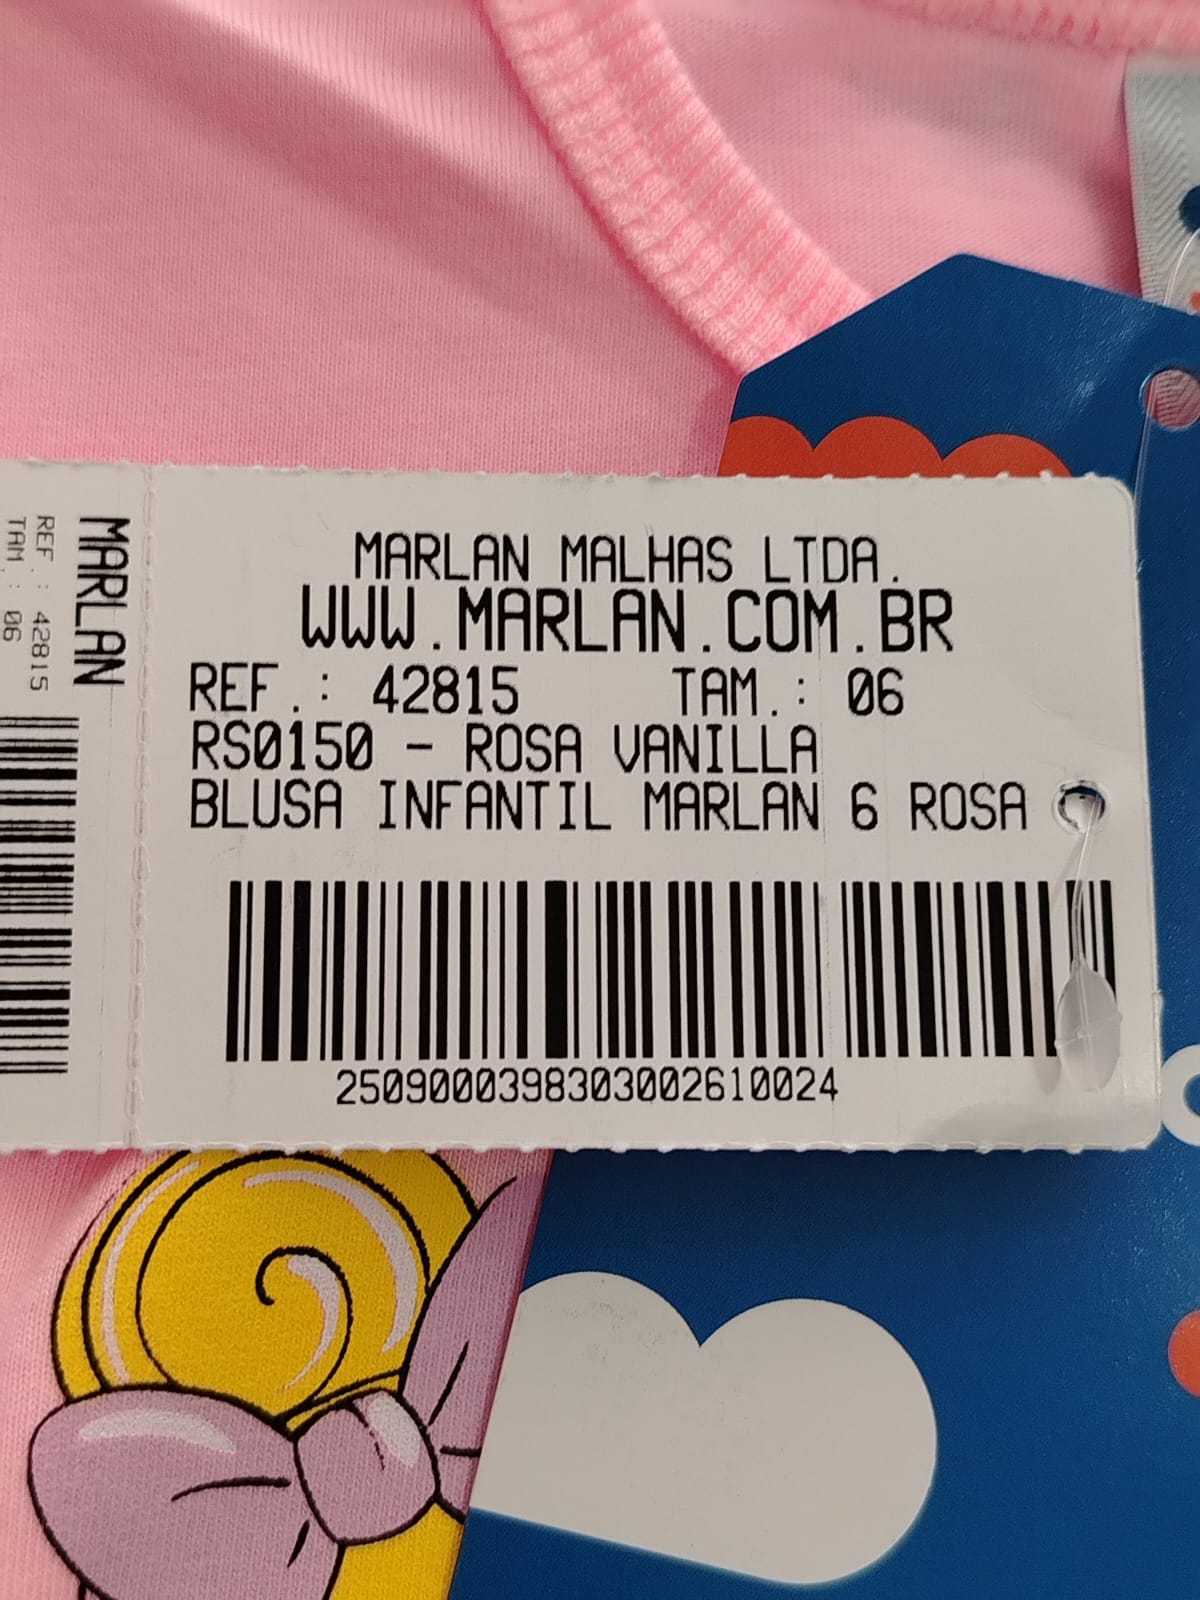 MARLAN MALHAS LTDA.
WWW.MARLAN.COM.BR
REF.: 42815 TAM.: 06
RS0150 - ROSA VANILLA
BLUSA INFANTIL MARLAN 6 ROSA
2509000398303002610024
MARLAN
REF.: 42815
TAM.: 06